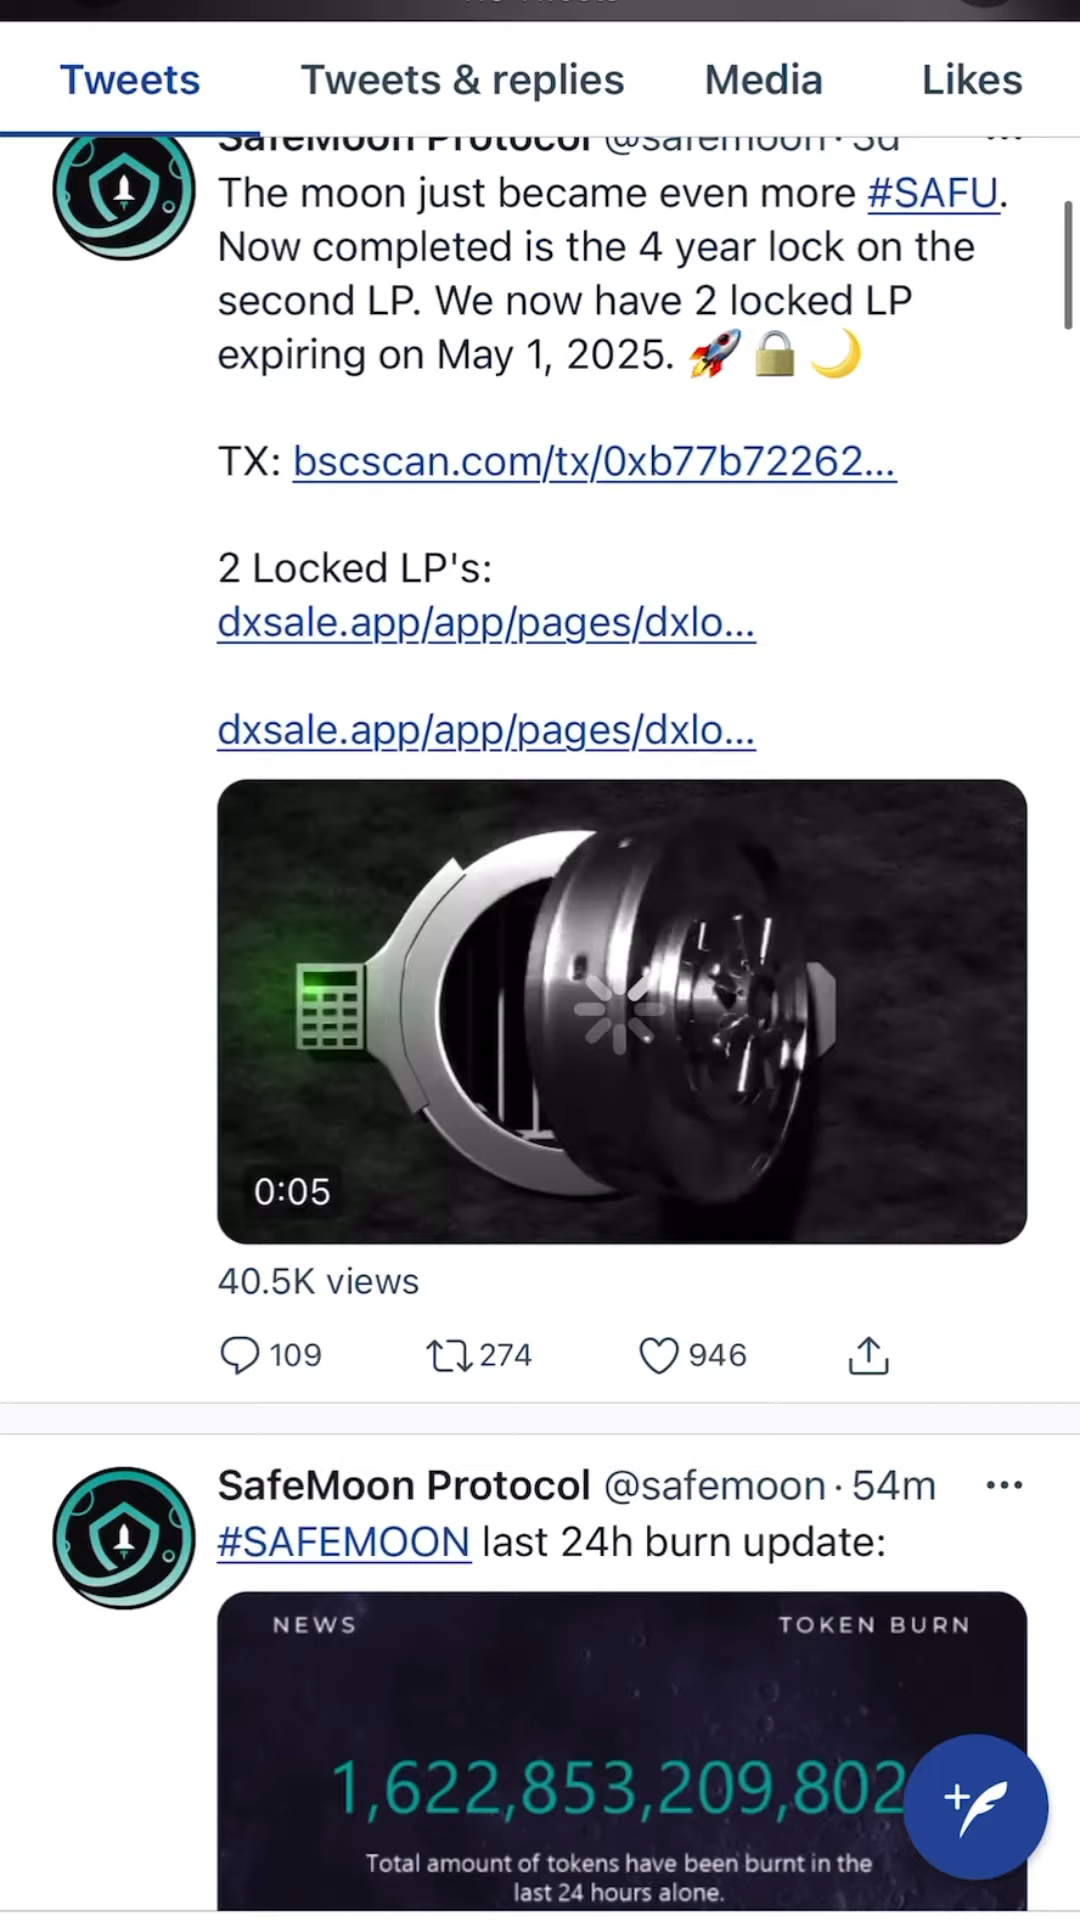 Tweets
Tweets & replies
Media
Likes
SafeMoon Protocol @safemoon · 3d
The moon just became even more #SAFU.
Now completed is the 4 year lock on the
second LP. We now have 2 locked LP
expiring on May 1, 2025. 🚀🔒🌙
TX: bscscan.com/tx/0xb77b72262...
2 Locked LP's:
dxsale.app/app/pages/dxlo...
dxsale.app/app/pages/dxlo...
0:05
40.5K views
109
274
946
SafeMoon Protocol @safemoon · 54m
#SAFEMOON last 24h burn update:
NEWS
TOKEN BURN
1,622,853,209,802
Total amount of tokens have been burnt in the
last 24 hours alone.